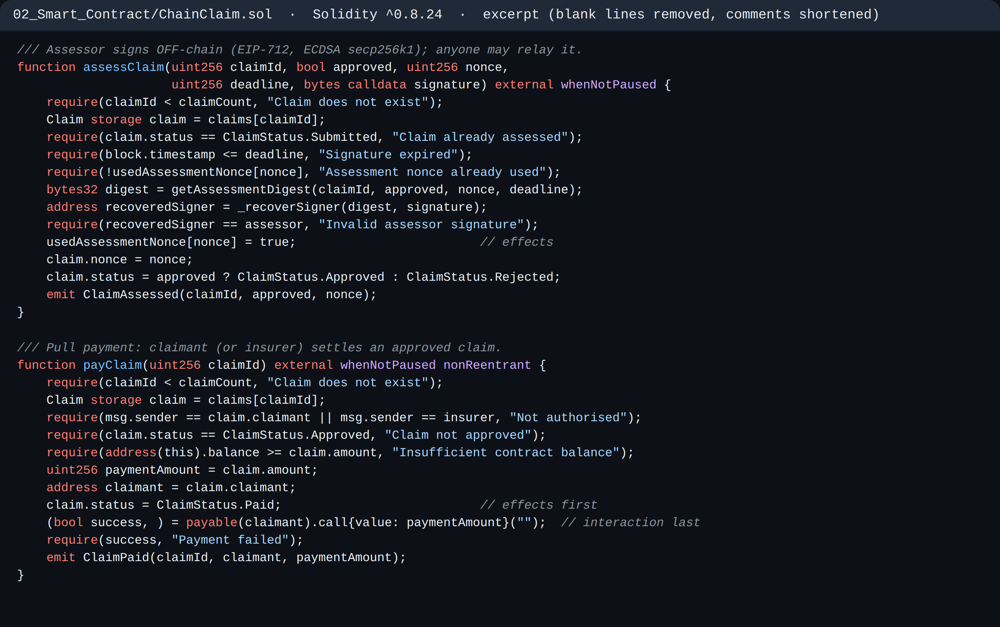 02_Smart_Contract/ChainClaim.sol · Solidity ^0.8.24 · excerpt (blank lines removed, comments shortened)
/// Assessor signs OFF-chain (EIP-712, ECDSA secp256k1); anyone may relay it.
function assessClaim(uint256 claimId, bool approved, uint256 nonce,
                     uint256 deadline, bytes calldata signature) external whenNotPaused {
    require(claimId < claimCount, "Claim does not exist");
    Claim storage claim = claims[claimId];
    require(claim.status == ClaimStatus.Submitted, "Claim already assessed");
    require(block.timestamp <= deadline, "Signature expired");
    require(!usedAssessmentNonce[nonce], "Assessment nonce already used");
    bytes32 digest = getAssessmentDigest(claimId, approved, nonce, deadline);
    address recoveredSigner = _recoverSigner(digest, signature);
    require(recoveredSigner == assessor, "Invalid assessor signature");
    usedAssessmentNonce[nonce] = true;                         // effects
    claim.nonce = nonce;
    claim.status = approved ? ClaimStatus.Approved : ClaimStatus.Rejected;
    emit ClaimAssessed(claimId, approved, nonce);
}
/// Pull payment: claimant (or insurer) settles an approved claim.
function payClaim(uint256 claimId) external whenNotPaused nonReentrant {
    require(claimId < claimCount, "Claim does not exist");
    Claim storage claim = claims[claimId];
    require(msg.sender == claim.claimant || msg.sender == insurer, "Not authorised");
    require(claim.status == ClaimStatus.Approved, "Claim not approved");
    require(address(this).balance >= claim.amount, "Insufficient contract balance");
    uint256 paymentAmount = claim.amount;
    address claimant = claim.claimant;
    claim.status = ClaimStatus.Paid;                           // effects first
    (bool success, ) = payable(claimant).call{value: paymentAmount}("");  // interaction last
    require(success, "Payment failed");
    emit ClaimPaid(claimId, claimant, paymentAmount);
}